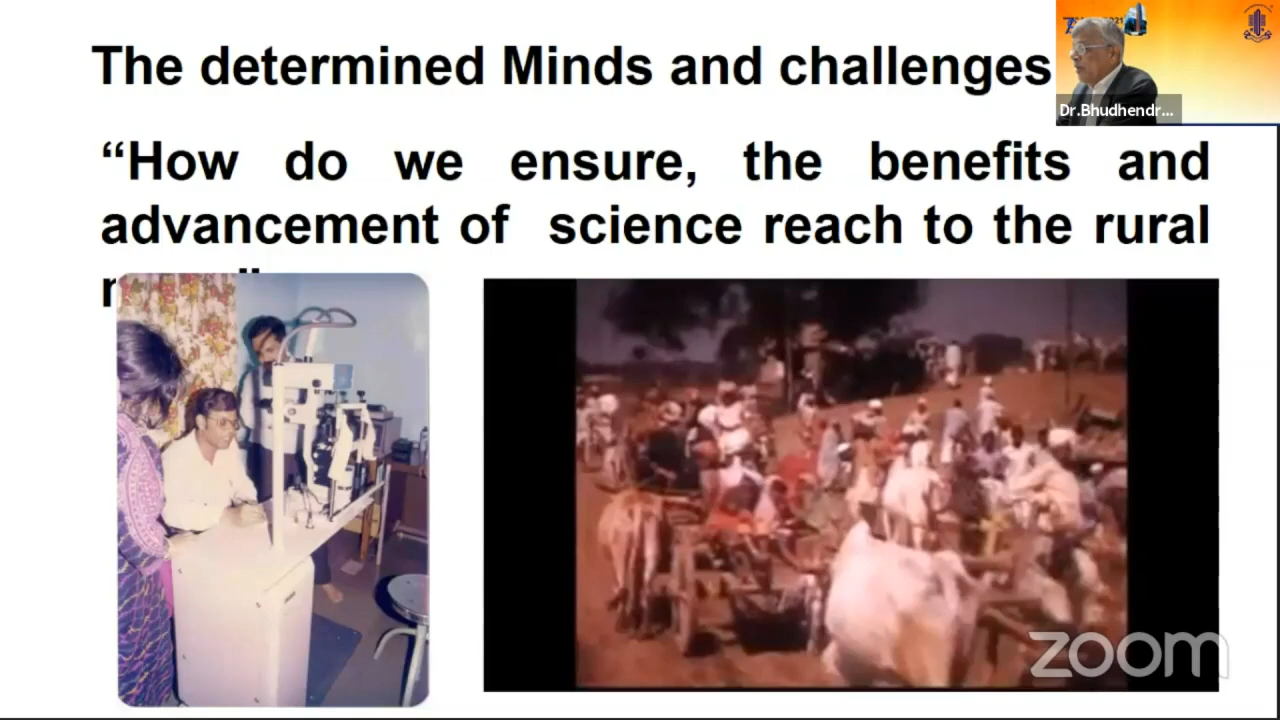 The determined Minds and challenges
Dr.Bhudhendr...
“How do we ensure, the benefits and
advancement of science reach to the rural
zoom